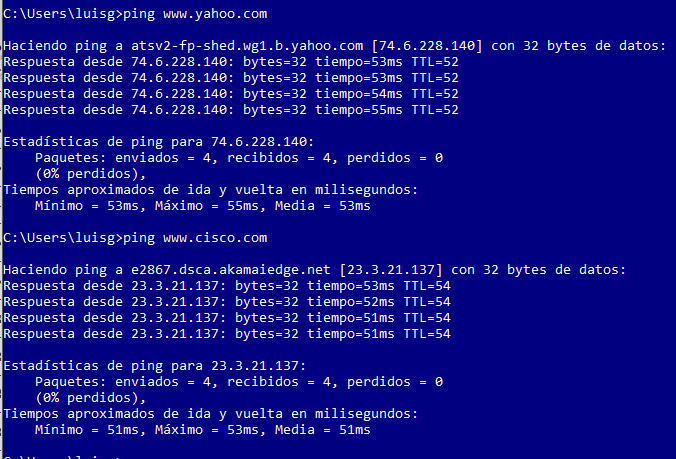 C:\Users\luisg>ping www.yahoo.com
Haciendo ping a atsv2-fp-shed.wg1.b.yahoo.com [74.6.228.140] con 32 bytes de datos:
Respuesta desde 74.6.228.140: bytes=32 tiempo=53ms TTL=52
Respuesta desde 74.6.228.140: bytes=32 tiempo=53ms TTL=52
Respuesta desde 74.6.228.140: bytes=32 tiempo=54ms TTL=52
Respuesta desde 74.6.228.140: bytes=32 tiempo=55ms TTL=52
Estadísticas de ping para 74.6.228.140:
Paquetes: enviados = 4, recibidos = 4, perdidos = 0
(0% perdidos),
Tiempos aproximados de ida y vuelta en milisegundos:
Mínimo = 53ms, Máximo = 55ms, Media = 53ms
C:\Users\luisg>ping www.cisco.com
Haciendo ping a e2867.dsca.akamaiedge.net [23.3.21.137] con 32 bytes de datos:
Respuesta desde 23.3.21.137: bytes=32 tiempo=53ms TTL=54
Respuesta desde 23.3.21.137: bytes=32 tiempo=52ms TTL=54
Respuesta desde 23.3.21.137: bytes=32 tiempo=51ms TTL=54
Respuesta desde 23.3.21.137: bytes=32 tiempo=51ms TTL=54
Estadísticas de ping para 23.3.21.137:
Paquetes: enviados = 4, recibidos = 4, perdidos = 0
(0% perdidos),
Tiempos aproximados de ida y vuelta en milisegundos:
Mínimo = 51ms, Máximo = 53ms, Media = 51ms